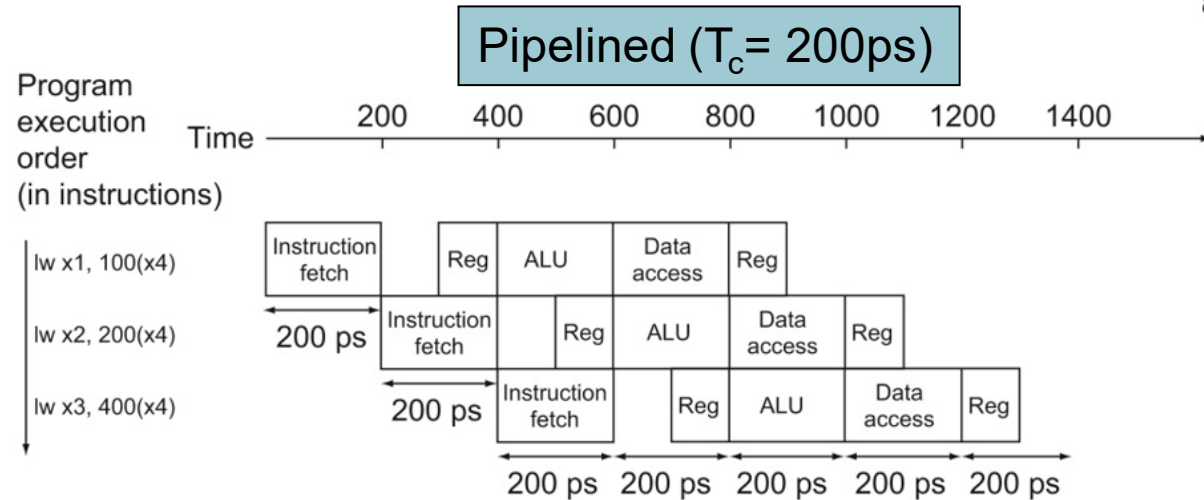 Pipelined (Tc= 200ps)
Program
execution
order
(in instructions)
Time
200 400 600 800 1000 1200 1400
lw x1, 100(x4)
Instruction
fetch
Reg
ALU
Data
access
Reg
200 ps
lw x2, 200(x4)
Instruction
fetch
Reg
ALU
Data
access
Reg
200 ps
lw x3, 400(x4)
Instruction
fetch
Reg
ALU
Data
access
Reg
200 ps 200 ps 200 ps 200 ps 200 ps